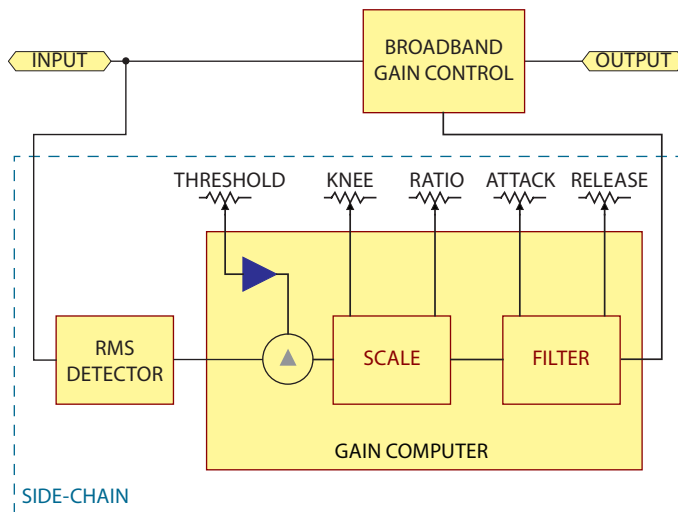 INPUT
BROADBAND
GAIN CONTROL
OUTPUT
THRESHOLD
KNEE
RATIO
ATTACK
RELEASE
RMS
DETECTOR
SCALE
FILTER
GAIN COMPUTER
SIDE-CHAIN